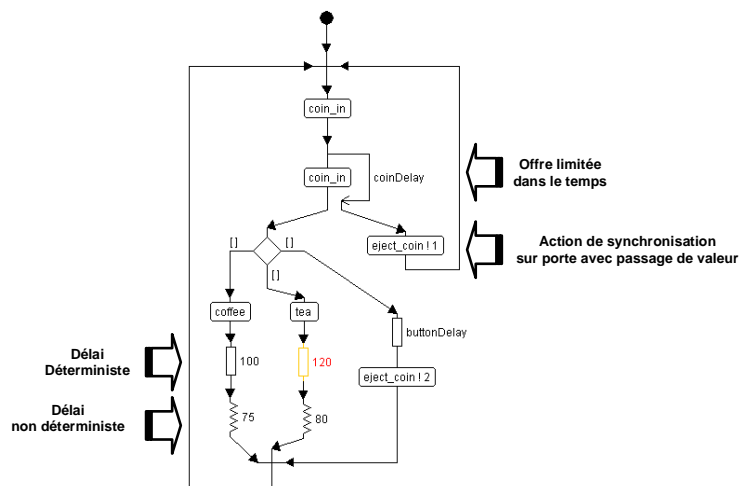 coin_in
coin_in
coinDelay
Offre limitée
dans le temps
[ ]
[ ]
[ ]
eject_coin ! 1
Action de synchronisation
sur porte avec passage de valeur
coffee
tea
buttonDelay
Délai
Déterministe
100
120
eject_coin ! 2
Délai
non déterministe
75
80